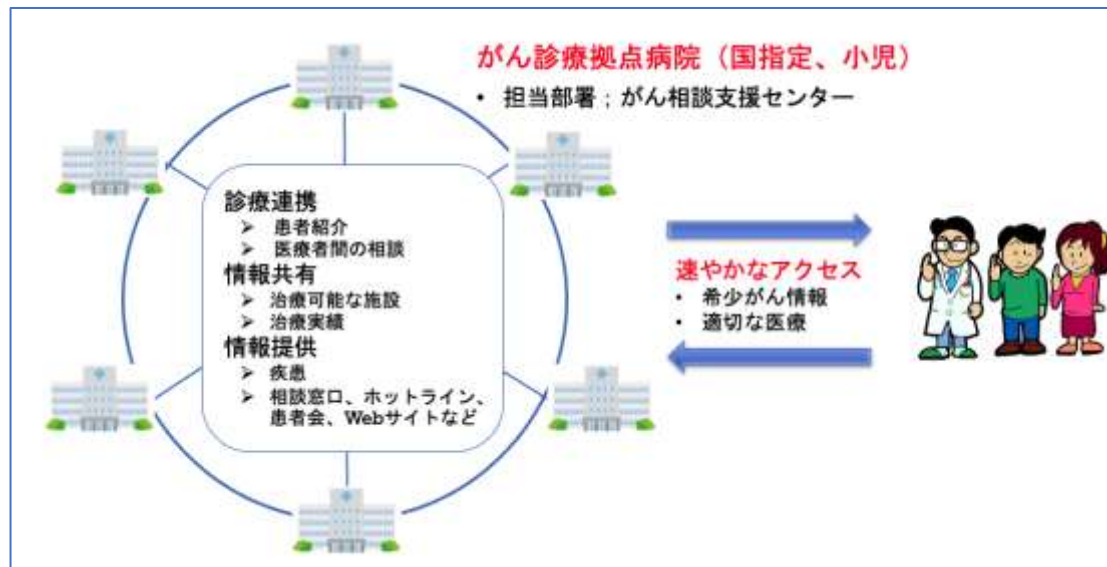 がん診療拠点病院（国指定、小児）
• 担当部署；がん相談支援センター
診療連携
➢ 患者紹介
➢ 医療者間の相談
情報共有
➢ 治療可能な施設
➢ 治療実績
情報提供
➢ 疾患
➢ 相談窓口、ホットライン、
患者会、Webサイトなど
速やかなアクセス
• 希少がん情報
• 適切な医療